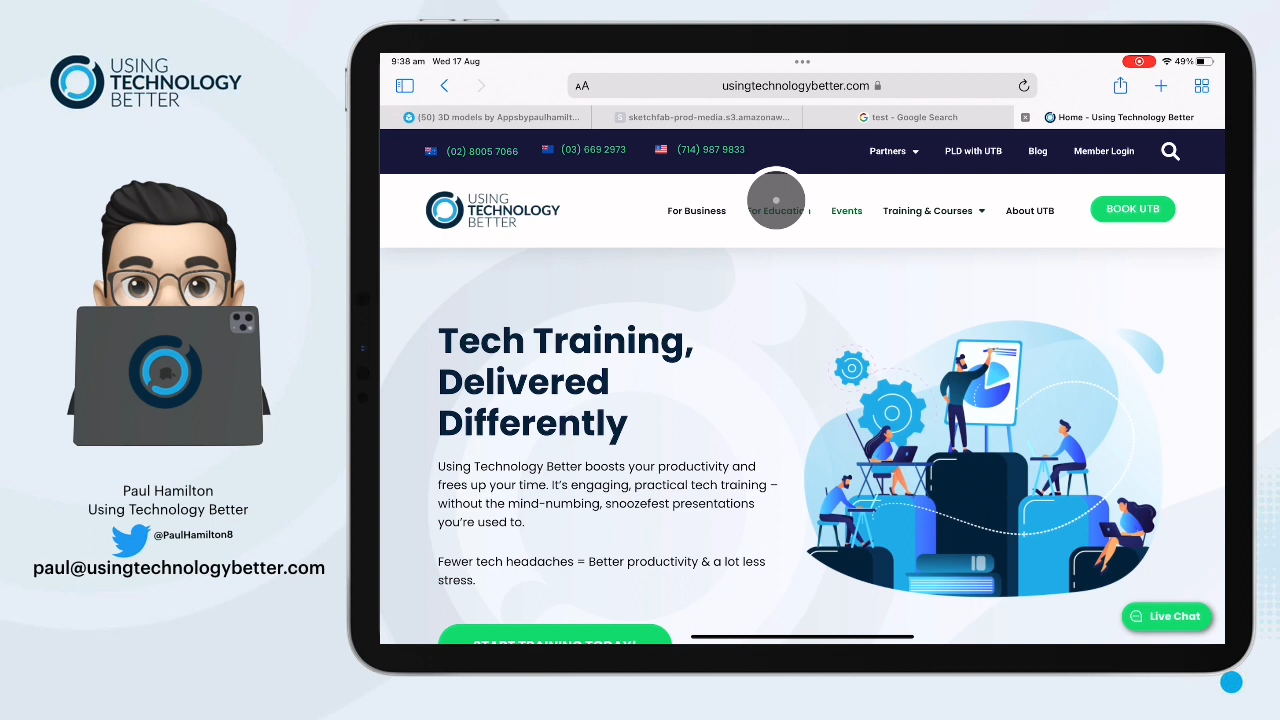 USING
TECHNOLOGY
BETTER
Paul Hamilton
Using Technology Better
@PaulHamilton8
paul@usingtechnologybetter.com
9:38 am Wed 17 Aug
49%
AA
usingtechnologybetter.com
(50) 3D models by Appsbypaulhamilt...
sketchfab-prod-media.s3.amazonaw...
test - Google Search
Home - Using Technology Better
(02) 8005 7066
(03) 669 2973
(714) 987 9833
Partners
PLD with UTB
Blog
Member Login
USING
TECHNOLOGY
BETTER
For Business
For Education
Events
Training & Courses
About UTB
BOOK UTB
Tech Training,
Delivered
Differently
Using Technology Better boosts your productivity and
frees up your time. It’s engaging, practical tech training –
without the mind-numbing, snoozefest presentations
you’re used to.
Fewer tech headaches = Better productivity & a lot less
stress.
START TRAINING TODAY!
Live Chat